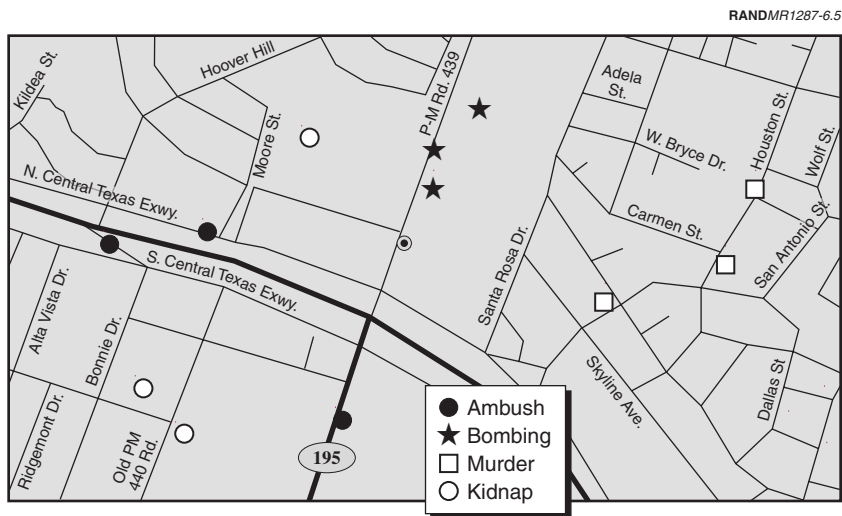 RANDMR1287-6.5
Kildea St.
Hoover Hill
Moore St.
P-M Rd. 439
Adela
St.
W. Bryce Dr.
Houston St.
Wolf St.
N. Central Texas Exwy.
Carmen St.
San Antonio St.
S. Central Texas Exwy.
Santa Rosa Dr.
Alta Vista Dr.
Bonnie Dr.
Skyline Ave.
Dallas St
Ridgemont Dr.
Old PM
440 Rd.
195
Ambush
Bombing
Murder
Kidnap